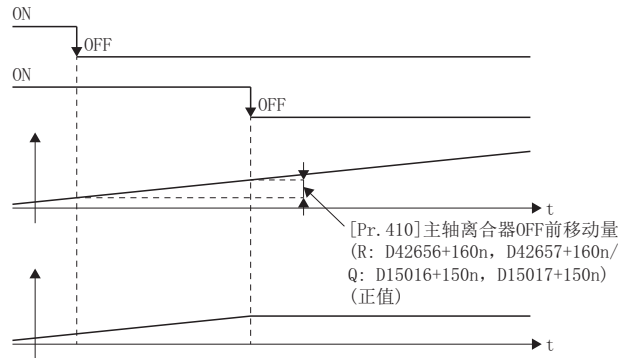 ON
OFF
ON
OFF
t
[Pr.410]主轴离合器OFF前移动量
(R: D42656+160n, D42657+160n/
Q: D15016+150n, D15017+150n)
(正值)
t